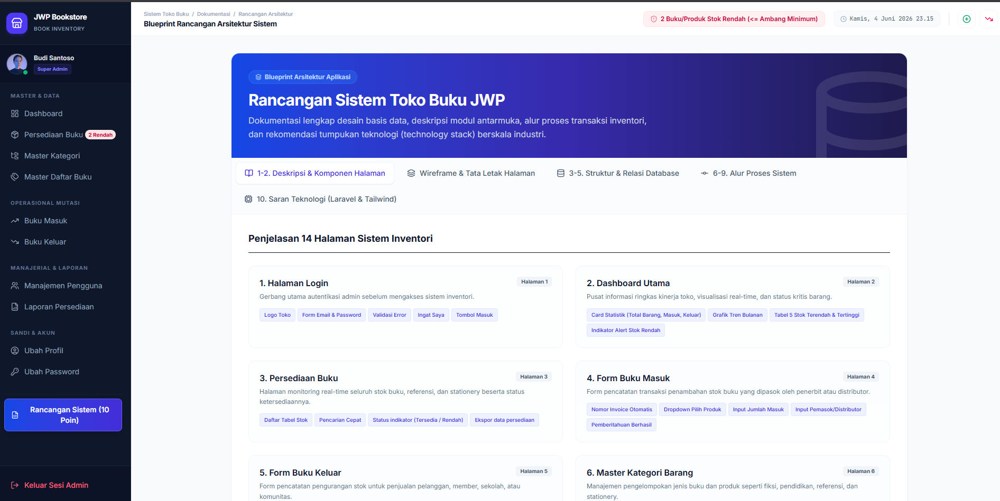 JWP Bookstore
BOOK INVENTORY
Budi Santoso
Super Admin
MASTER & DATA
Dashboard
Persediaan Buku 2 Rendah
Master Kategori
Master Daftar Buku
OPERASIONAL MUTASI
Buku Masuk
Buku Keluar
MANAJERIAL & LAPORAN
Manajemen Pengguna
Laporan Persediaan
SANDI & AKUN
Ubah Profil
Ubah Password
Rancangan Sistem (10
Poin)
Keluar Sesi Admin
Sistem Toko Buku / Dokumentasi / Rancangan Arsitektur
Blueprint Rancangan Arsitektur Sistem
2 Buku/Produk Stok Rendah (<= Ambang Minimum)
Kamis, 4 Juni 2026 23.15
Blueprint Arsitektur Aplikasi
Rancangan Sistem Toko Buku JWP
Dokumentasi lengkap desain basis data, deskripsi modul antarmuka, alur proses transaksi inventori,
dan rekomendasi tumpukan teknologi (technology stack) berskala industri.
1-2. Deskripsi & Komponen Halaman
Wireframe & Tata Letak Halaman
3-5. Struktur & Relasi Database
6-9. Alur Proses Sistem
10. Saran Teknologi (Laravel & Tailwind)
Penjelasan 14 Halaman Sistem Inventori
1. Halaman Login
Halaman 1
Gerbang utama autentikasi admin sebelum mengakses sistem inventori.
Logo Toko
Form Email & Password
Validasi Error
Ingat Saya
Tombol Masuk
2. Dashboard Utama
Halaman 2
Pusat informasi ringkas kinerja toko, visualisasi real-time, dan status kritis barang.
Card Statistik (Total Barang, Masuk, Keluar)
Grafik Tren Bulanan
Tabel 5 Stok Terendah & Tertinggi
Indikator Alert Stok Rendah
3. Persediaan Buku
Halaman 3
Halaman monitoring real-time seluruh stok buku, referensi, dan stationery beserta status
ketersediaannya.
Daftar Tabel Stok
Pencarian Cepat
Status indikator (Tersedia / Rendah)
Ekspor data persediaan
4. Form Buku Masuk
Halaman 4
Form pencatatan transaksi penambahan stok buku yang dipasok oleh penerbit atau distributor.
Nomor Invoice Otomatis
Dropdown Pilih Produk
Input Jumlah Masuk
Input Pemasok/Distributor
Pemberitahuan Berhasil
5. Form Buku Keluar
Halaman 5
Form pencatatan pengurangan stok untuk penjualan pelanggan, member, sekolah, atau
komunitas.
6. Master Kategori Barang
Halaman 6
Manajemen pengelompokan jenis buku dan produk seperti fiksi, pendidikan, referensi, dan
stationery.